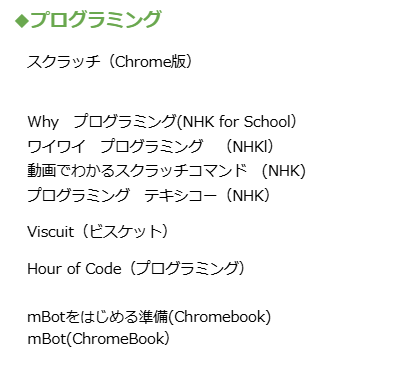 ◆プログラミング
スクラッチ（Chrome版）
Why　プログラミング(NHK for School）
ワイワイ　プログラミング　（NHKl）
動画でわかるスクラッチコマンド　(NHK)
プログラミング　テキシコー（NHK）
Viscuit（ビスケット）
Hour of Code（プログラミング）
mBotをはじめる準備(Chromebook)
mBot(ChromeBook）